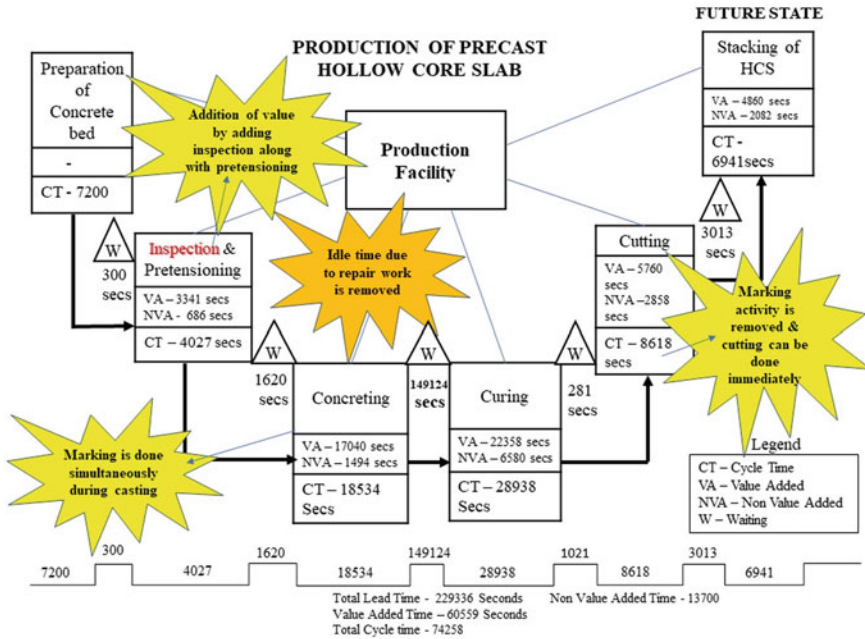 FUTURE STATE
PRODUCTION OF PRECAST
HOLLOW CORE SLAB
Preparation
of
Concrete
bed
-
CT - 7200
Addition of value
by adding
inspection along
with pretensioning
Production
Facility
Stacking of
HCS
VA – 4860 secs
NVA – 2082 secs
CT -
6941secs
W
300
secs
Inspection &
Pretensioning
VA – 3341 secs
NVA - 686 secs
CT – 4027 secs
Idle time due
to repair work
is removed
W
3013
secs
Cutting
VA – 5760
secs
NVA –2858
secs
CT – 8618
secs
Marking
activity is
removed &
cutting can be
done
immediately
W
1620
secs
Concreting
VA – 17040 secs
NVA – 1494 secs
CT – 18534
Secs
W
149124
secs
Curing
VA – 22358 secs
NVA – 6580 secs
CT – 28938
Secs
W
281
secs
Marking is done
simultaneously
during casting
Legend
CT – Cycle Time
VA – Value Added
NVA – Non Value Added
W – Waiting
7200 300 4027 1620 18534 149124 28938 1021 8618 3013 6941
Total Lead Time - 229336 Seconds Non Value Added Time - 13700
Value Added Time – 60559 Seconds
Total Cycle time - 74258